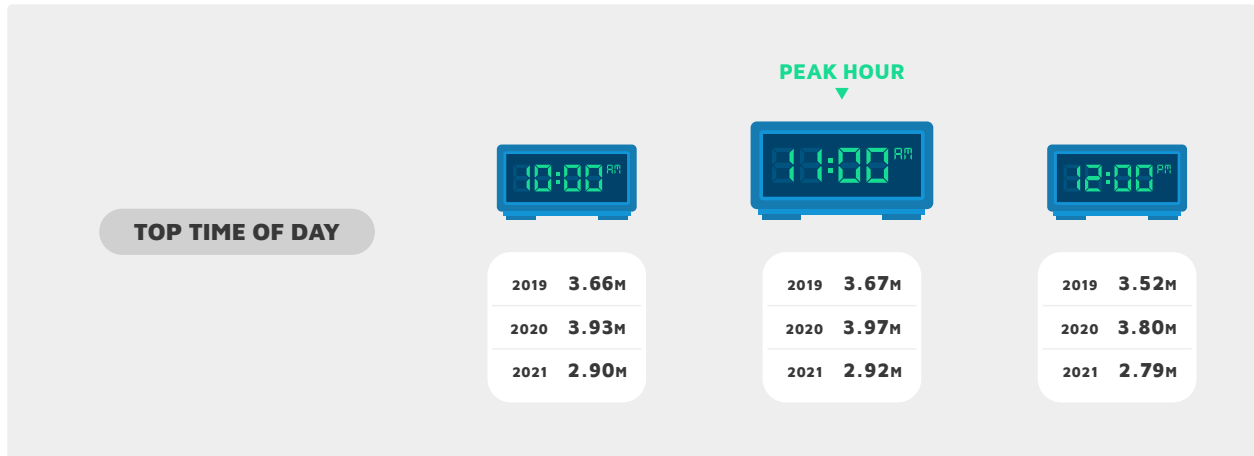 PEAK HOUR
10:00 AM
11:00 AM
12:00 PM
TOP TIME OF DAY
2019 3.66M
2020 3.93M
2021 2.90M
2019 3.67M
2020 3.97M
2021 2.92M
2019 3.52M
2020 3.80M
2021 2.79M